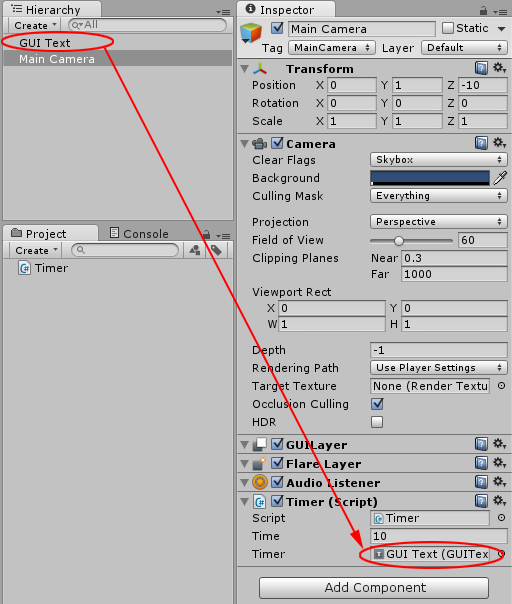 Hierarchy
Create
All
GUI Text
Main Camera
Project
Console
Create
Timer
Inspector
Main Camera
Static
Tag MainCamera Layer Default
Transform
Position X 0 Y 1 Z -10
Rotation X 0 Y 0 Z 0
Scale X 1 Y 1 Z 1
Camera
Clear Flags Skybox
Background
Culling Mask Everything
Projection Perspective
Field of View 60
Clipping Planes Near 0.3
Far 1000
Viewport Rect
X 0 Y 0
W 1 H 1
Depth -1
Rendering Path Use Player Settings
Target Texture None (Render Textu
Occlusion Culling
HDR
GUILayer
Flare Layer
Audio Listener
Timer (Script)
Script Timer
Time 10
Timer GUI Text (GUITex
Add Component